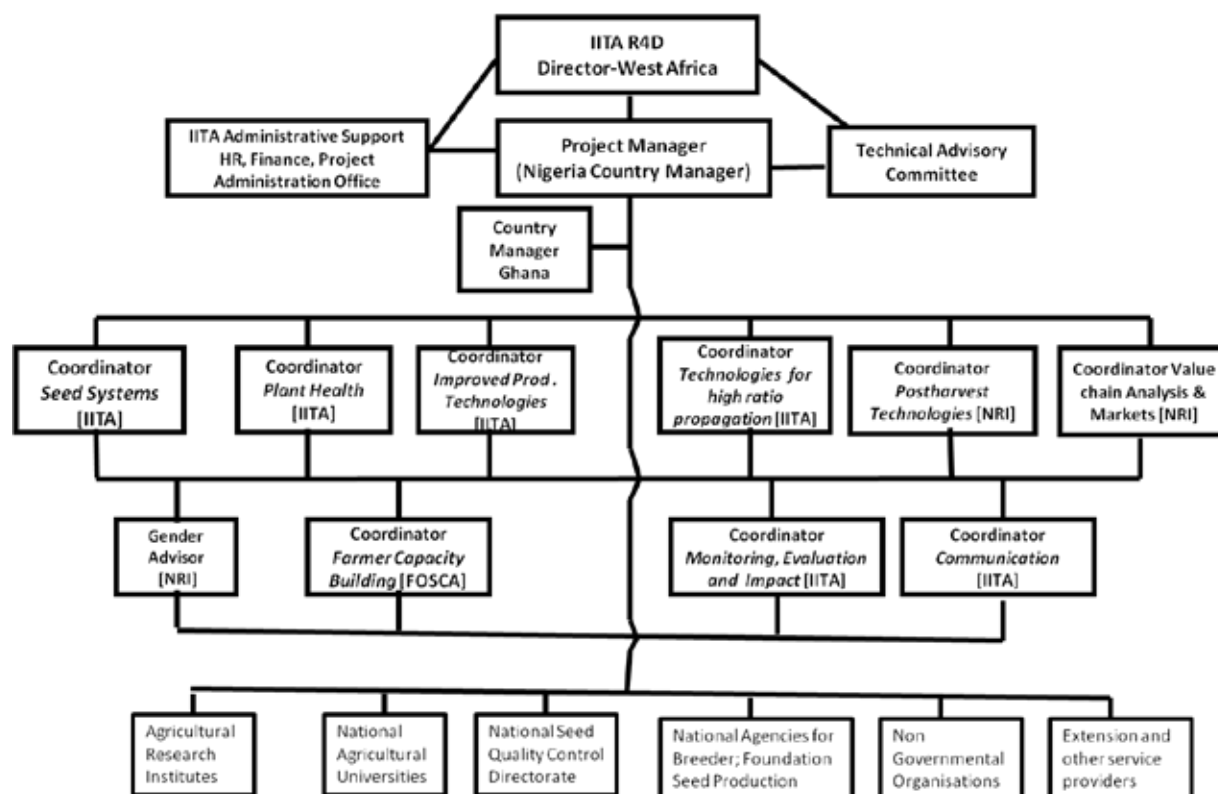 IITA R4D
Director-West Africa
IITA Administrative Support
HR, Finance, Project
Administration Office
Project Manager
(Nigeria Country Manager)
Technical Advisory
Committee
Country
Manager
Ghana
Coordinator
Seed Systems
[IITA]
Coordinator
Plant Health
[IITA]
Coordinator
Improved Prod .
Technologies
[IITA]
Coordinator
Technologies for
high ratio
propagation [IITA]
Coordinator
Postharvest
Technologies [NRI]
Coordinator Value
chain Analysis &
Markets [NRI]
Gender
Advisor
[NRI]
Coordinator
Farmer Capacity
Building [FOSCA]
Coordinator
Monitoring, Evaluation
and Impact [IITA]
Coordinator
Communication
[IITA]
Agricultural
Research
Institutes
National
Agricultural
Universities
National Seed
Quality Control
Directorate
National Agencies for
Breeder; Foundation
Seed Production
Non
Governmental
Organisations
Extension and
other service
providers